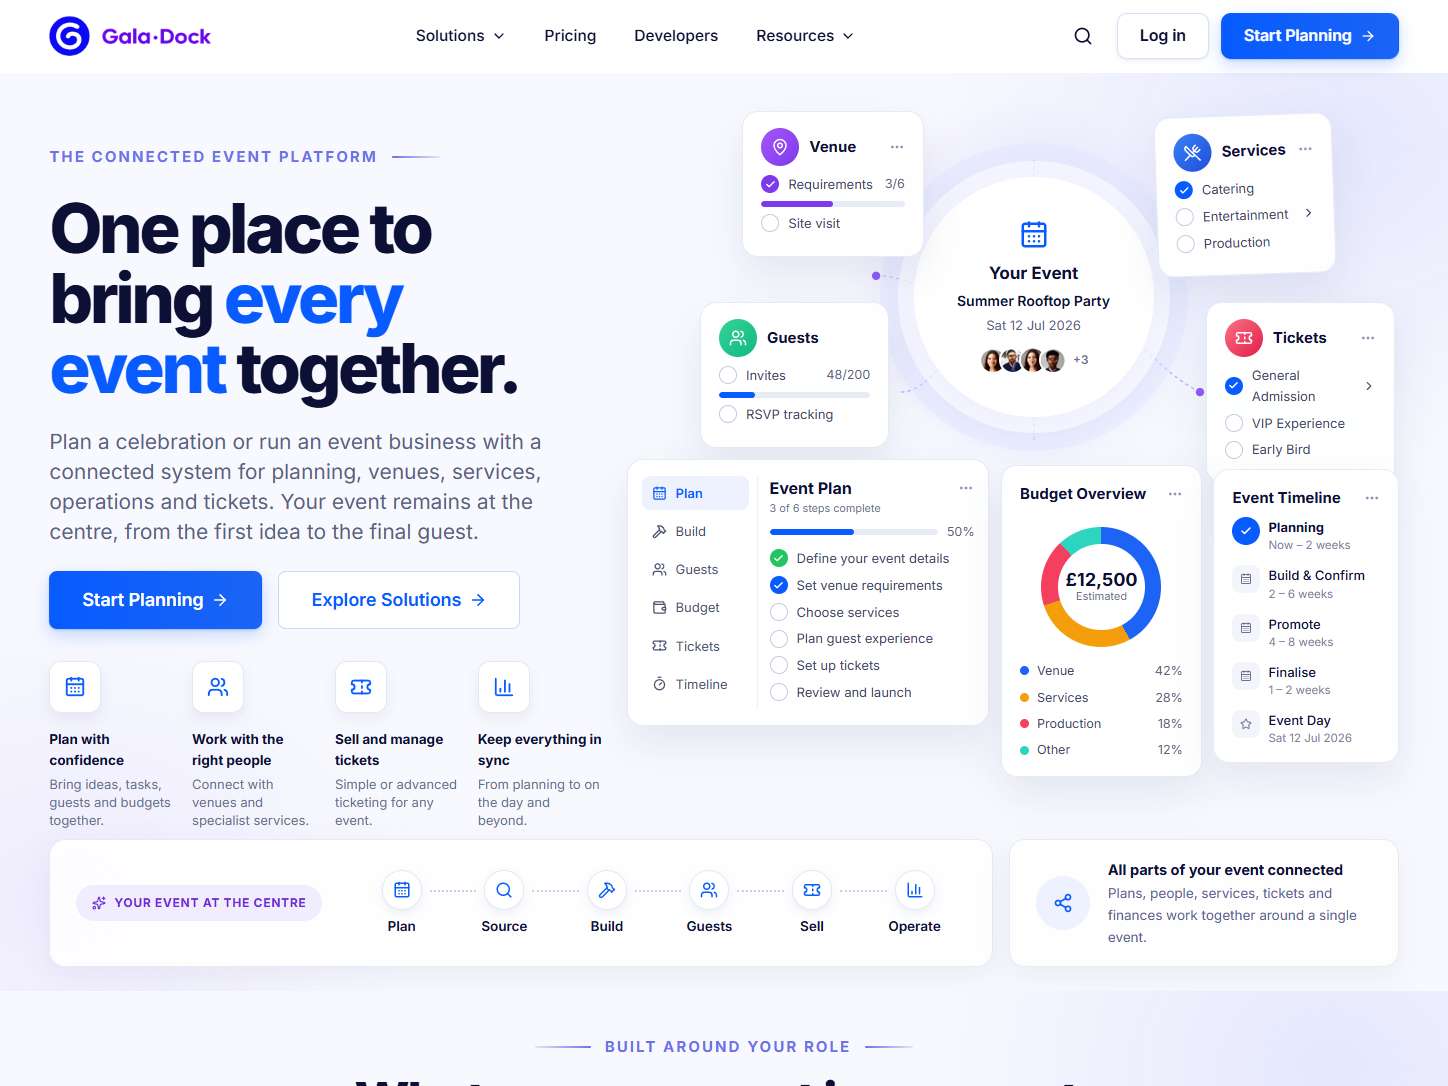 Gala·Dock
Solutions
Pricing
Developers
Resources
Log in
Start Planning
THE CONNECTED EVENT PLATFORM
One place to
bring every
event together.
Plan a celebration or run an event business with a
connected system for planning, venues, services,
operations and tickets. Your event remains at the
centre, from the first idea to the final guest.
Start Planning
Explore Solutions
Plan with
confidence
Bring ideas, tasks,
guests and budgets
together.
Work with the
right people
Connect with
venues and
specialist services.
Sell and manage
tickets
Simple or advanced
ticketing for any
event.
Keep everything in
sync
From planning to on
the day and
beyond.
Venue
Requirements 3/6
Site visit
Your Event
Summer Rooftop Party
Sat 12 Jul 2026
+3
Services
Catering
Entertainment
Production
Guests
Invites 48/200
RSVP tracking
Tickets
General
Admission
VIP Experience
Early Bird
Plan
Build
Guests
Budget
Tickets
Timeline
Event Plan
3 of 6 steps complete
50%
Define your event details
Set venue requirements
Choose services
Plan guest experience
Set up tickets
Review and launch
Budget Overview
£12,500
Estimated
Venue 42%
Services 28%
Production 18%
Other 12%
Event Timeline
Planning
Now – 2 weeks
Build & Confirm
2 – 6 weeks
Promote
4 – 8 weeks
Finalise
1 – 2 weeks
Event Day
Sat 12 Jul 2026
YOUR EVENT AT THE CENTRE
Plan
Source
Build
Guests
Sell
Operate
All parts of your event connected
Plans, people, services, tickets and
finances work together around a single
event.
BUILT AROUND YOUR ROLE